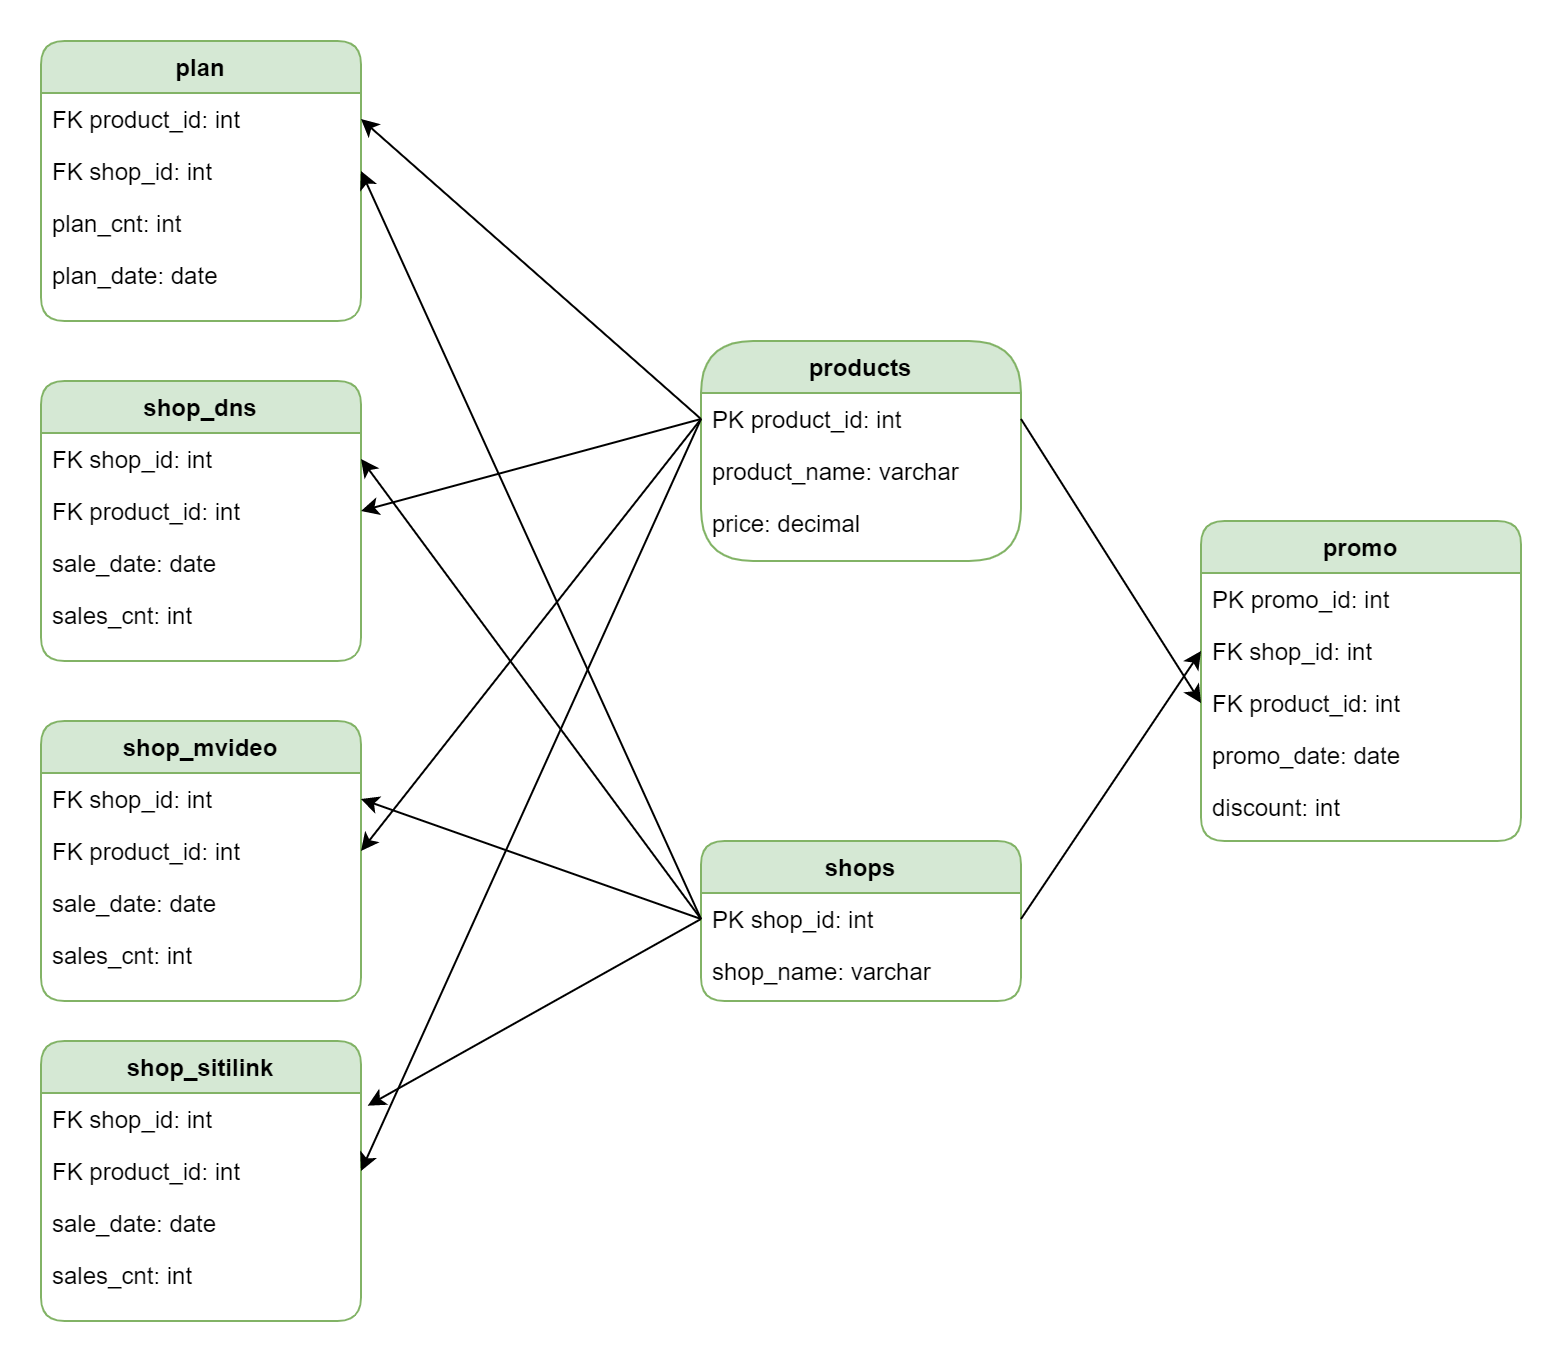 plan
FK product_id: int
FK shop_id: int
plan_cnt: int
plan_date: date
shop_dns
FK shop_id: int
FK product_id: int
sale_date: date
sales_cnt: int
shop_mvideo
FK shop_id: int
FK product_id: int
sale_date: date
sales_cnt: int
shop_sitilink
FK shop_id: int
FK product_id: int
sale_date: date
sales_cnt: int
products
PK product_id: int
product_name: varchar
price: decimal
shops
PK shop_id: int
shop_name: varchar
promo
PK promo_id: int
FK shop_id: int
FK product_id: int
promo_date: date
discount: int